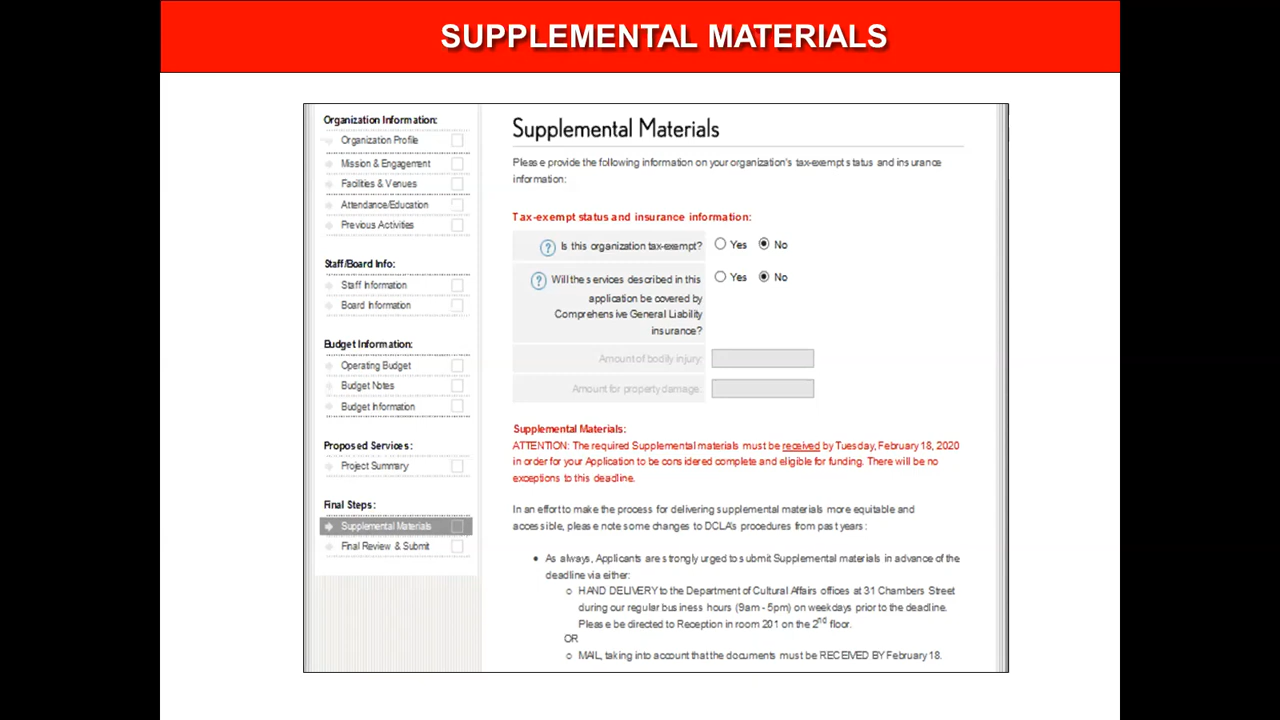 SUPPLEMENTAL MATERIALS
Organization Information:
Organization Profile
Mission & Engagement
Facilities & Venues
Attendance/Education
Previous Activities
Staff/Board Info:
Staff Information
Board Information
Budget Information:
Operating Budget
Budget Notes
Budget Information
Proposed Services:
Project Summary
Final Steps:
Supplemental Materials
Final Review & Submit
Supplemental Materials
Please provide the following information on your organization's tax-exempt status and insurance
information:
Tax-exempt status and insurance information:
? Is this organization tax-exempt? Yes No
? Will the services described in this Yes No
application be covered by
Comprehensive General Liability
insurance?
Amount of bodily injury:
Amount for property damage:
Supplemental Materials:
ATTENTION: The required Supplemental materials must be received by Tuesday, February 18, 2020
in order for your Application to be considered complete and eligible for funding. There will be no
exceptions to this deadline.
In an effort to make the process for delivering supplemental materials more equitable and
accessible, please note some changes to DCLA's procedures from past years:
• As always, Applicants are strongly urged to submit Supplemental materials in advance of the
deadline via either:
o HAND DELIVERY to the Department of Cultural Affairs offices at 31 Chambers Street
during our regular business hours (9am - 5pm) on weekdays prior to the deadline.
Please be directed to Reception in room 201 on the 2nd floor.
OR
o MAIL, taking into account that the documents must be RECEIVED BY February 18.